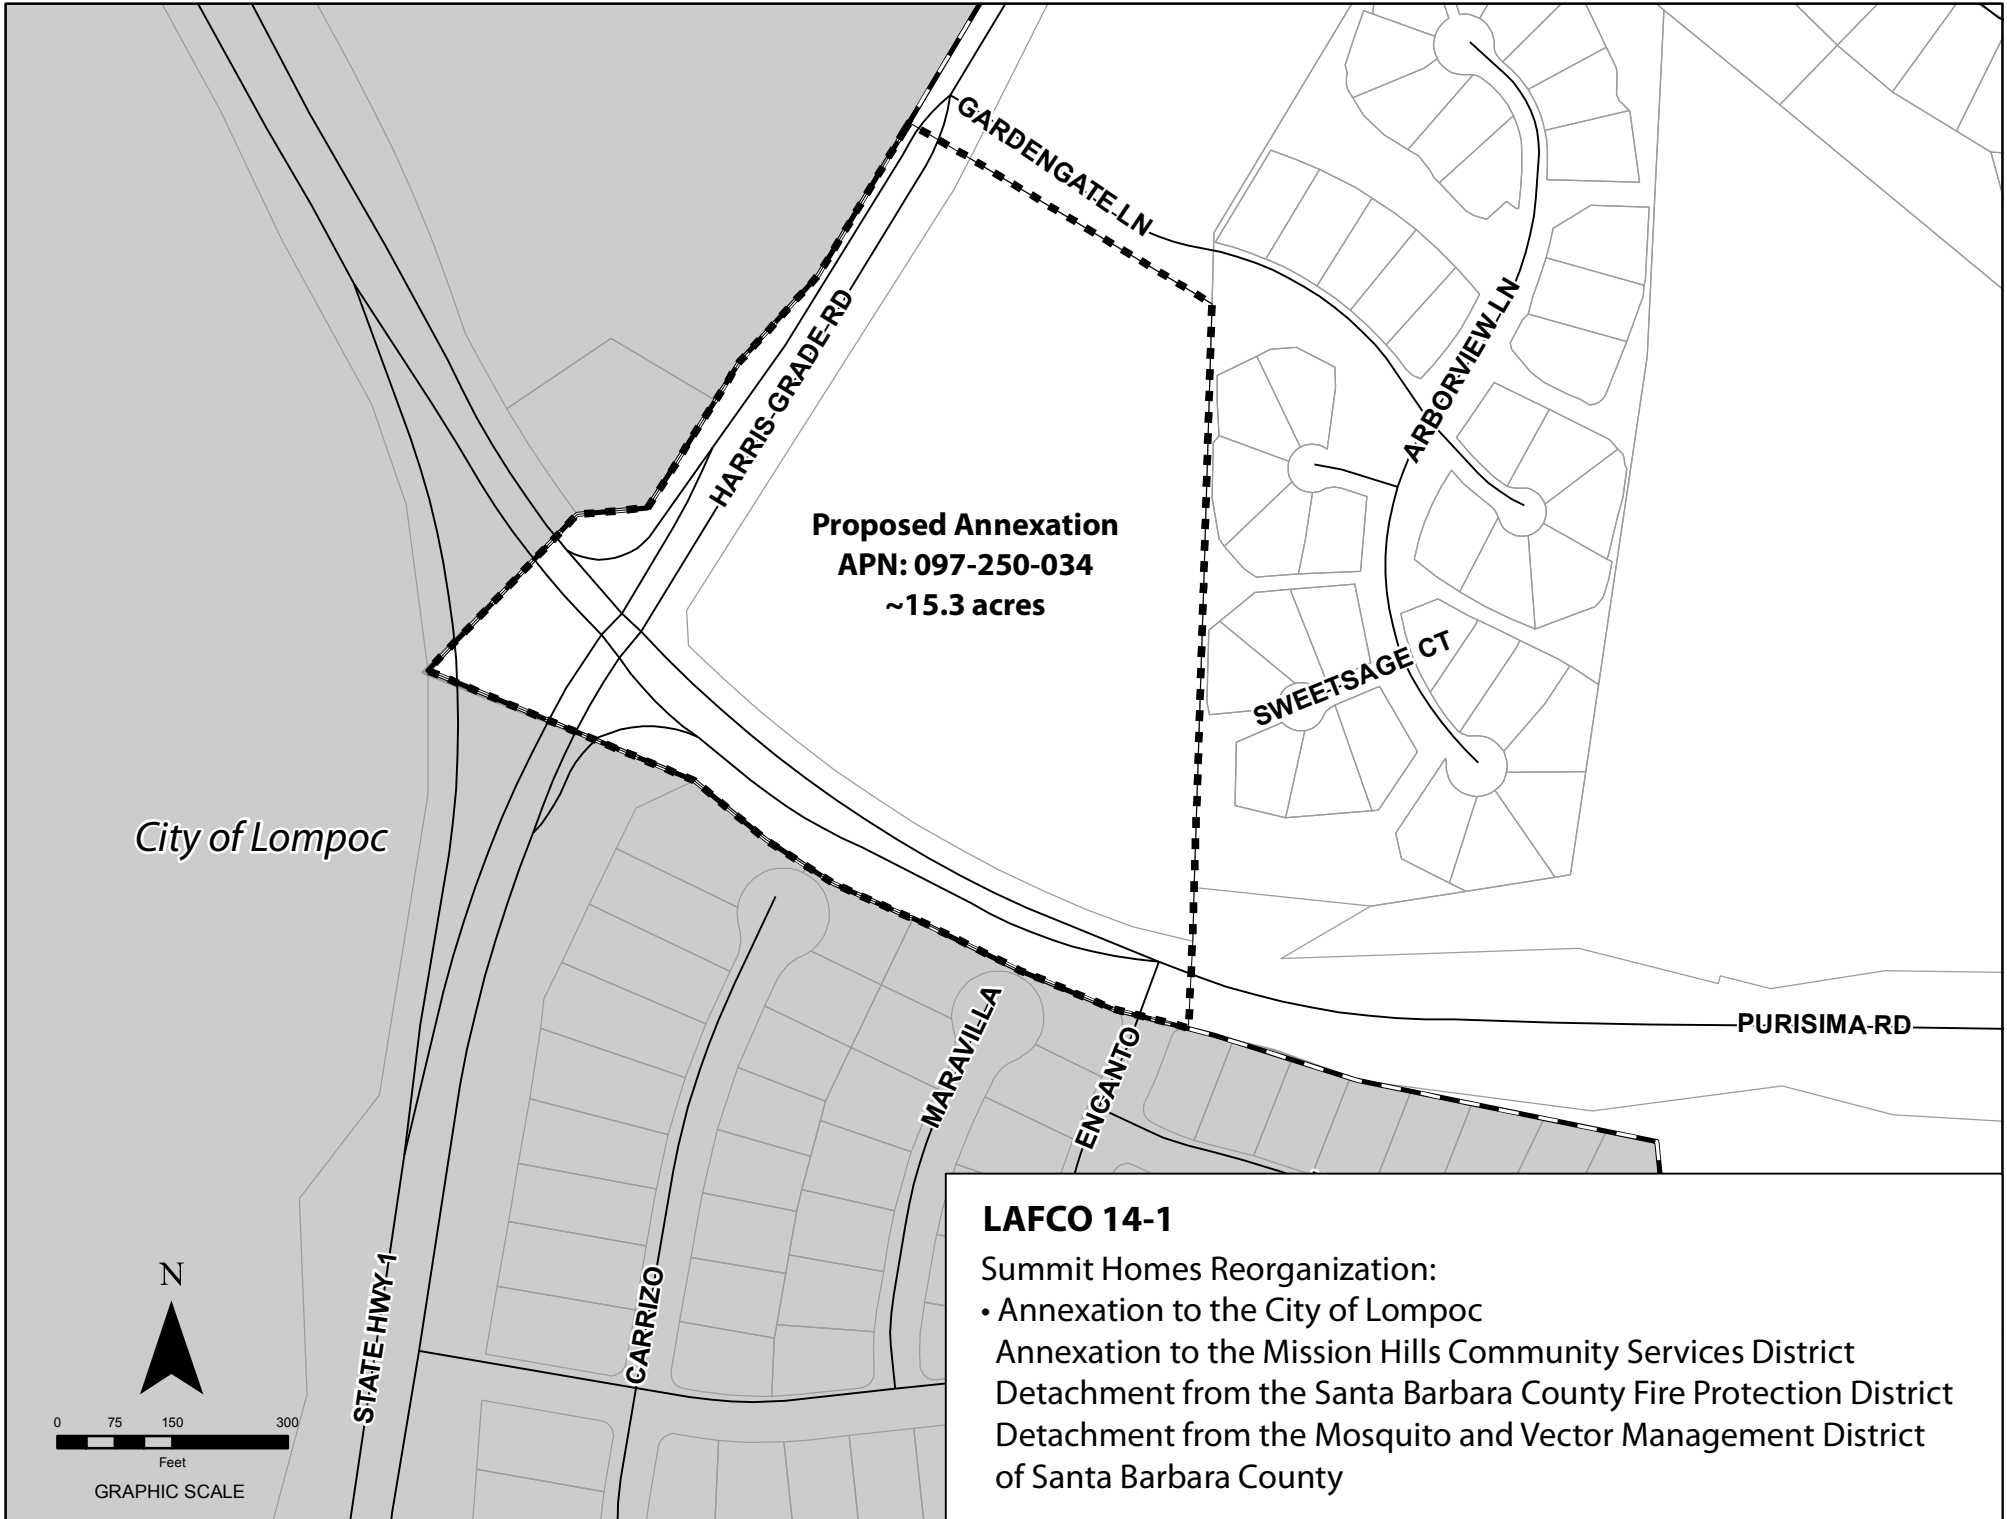 GARDENGATE LN
HARRIS GRADE RD
ARBORVIEW LN
Proposed Annexation
APN: 097-250-034
~15.3 acres
SWEETSAGE CT
City of Lompoc
PURISIMA RD
MARAVILLA
ENCANTO
CARRIZO
STATE HWY 1
N
0 75 150 300
Feet
GRAPHIC SCALE
LAFCO 14-1
Summit Homes Reorganization:
• Annexation to the City of Lompoc
Annexation to the Mission Hills Community Services District
Detachment from the Santa Barbara County Fire Protection District
Detachment from the Mosquito and Vector Management District
of Santa Barbara County